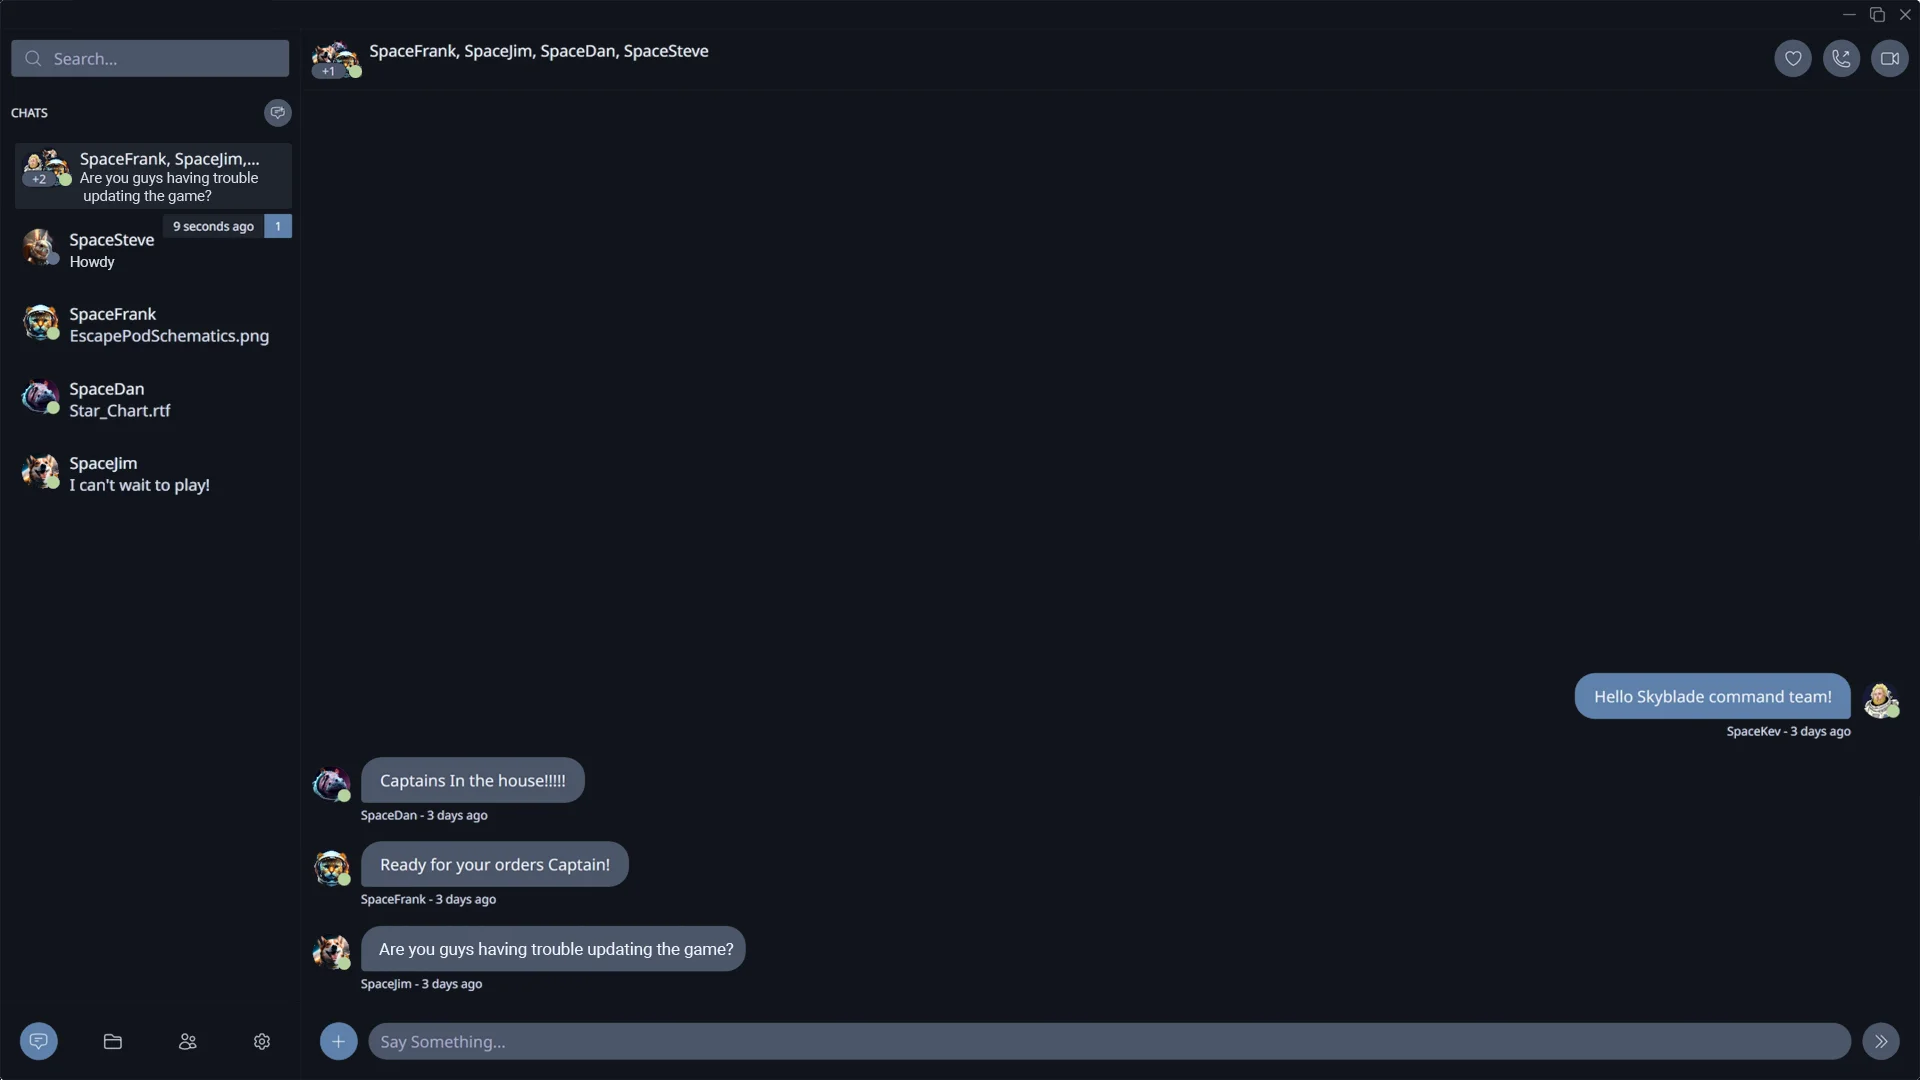 Search...
CHATS
SpaceFrank, SpaceJim,...
Are you guys having trouble
updating the game?
+2
9 seconds ago 1
SpaceSteve
Howdy
SpaceFrank
EscapePodSchematics.png
SpaceDan
Star_Chart.rtf
SpaceJim
I can't wait to play!
SpaceFrank, SpaceJim, SpaceDan, SpaceSteve
+1
Hello Skyblade command team!
SpaceKev - 3 days ago
Captains In the house!!!!!
SpaceDan - 3 days ago
Ready for your orders Captain!
SpaceFrank - 3 days ago
Are you guys having trouble updating the game?
SpaceJim - 3 days ago
Say Something...